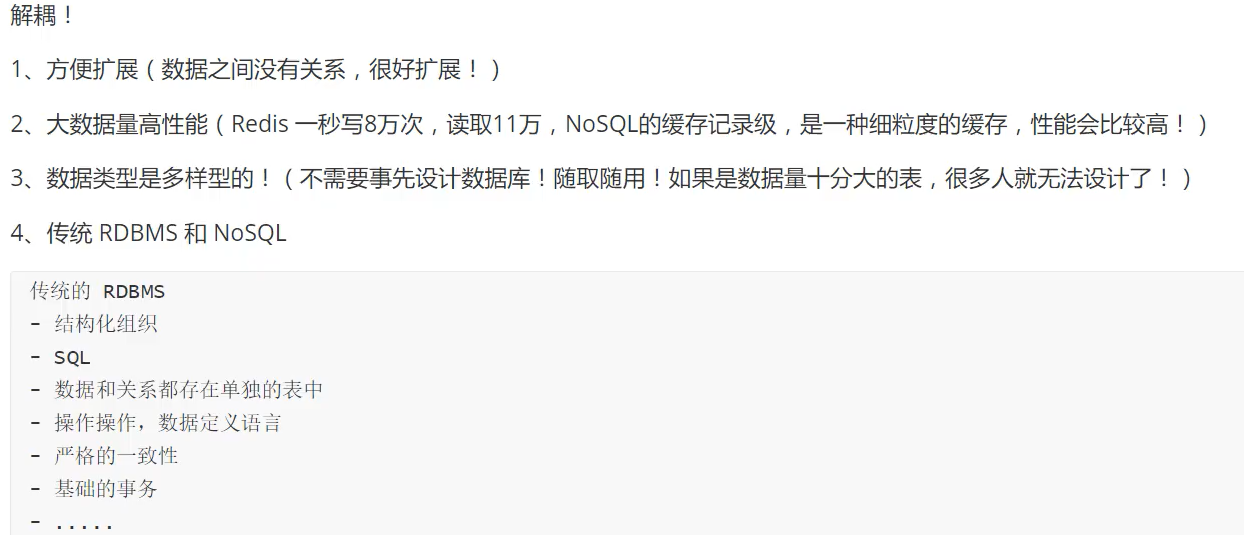 解耦！
1、方便扩展（数据之间没有关系，很好扩展！）
2、大数据量高性能（Redis 一秒写8万次，读取11万，NoSQL的缓存记录级，是一种细粒度的缓存，性能会比较高！）
3、数据类型是多样型的！（不需要事先设计数据库！随取随用！如果是数据量十分大的表，很多人就无法设计了！）
4、传统 RDBMS 和 NoSQL
传统的 RDBMS
- 结构化组织
- SQL
- 数据和关系都存在单独的表中
- 操作操作，数据定义语言
- 严格的一致性
- 基础的事务
- .....